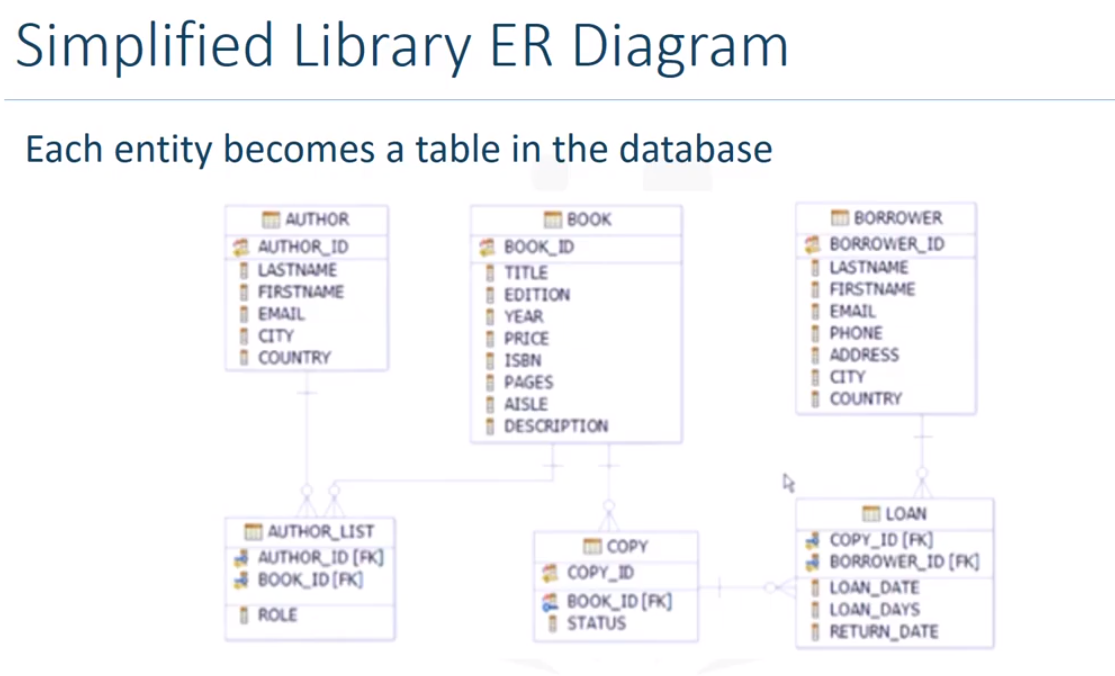 Simplified Library ER Diagram
Each entity becomes a table in the database
AUTHOR
AUTHOR_ID
LASTNAME
FIRSTNAME
EMAIL
CITY
COUNTRY
BOOK
BOOK_ID
TITLE
EDITION
YEAR
PRICE
ISBN
PAGES
AISLE
DESCRIPTION
BORROWER
BORROWER_ID
LASTNAME
FIRSTNAME
EMAIL
PHONE
ADDRESS
CITY
COUNTRY
AUTHOR_LIST
AUTHOR_ID [FK]
BOOK_ID [FK]
ROLE
COPY
COPY_ID
BOOK_ID [FK]
STATUS
LOAN
COPY_ID [FK]
BORROWER_ID [FK]
LOAN_DATE
LOAN_DAYS
RETURN_DATE